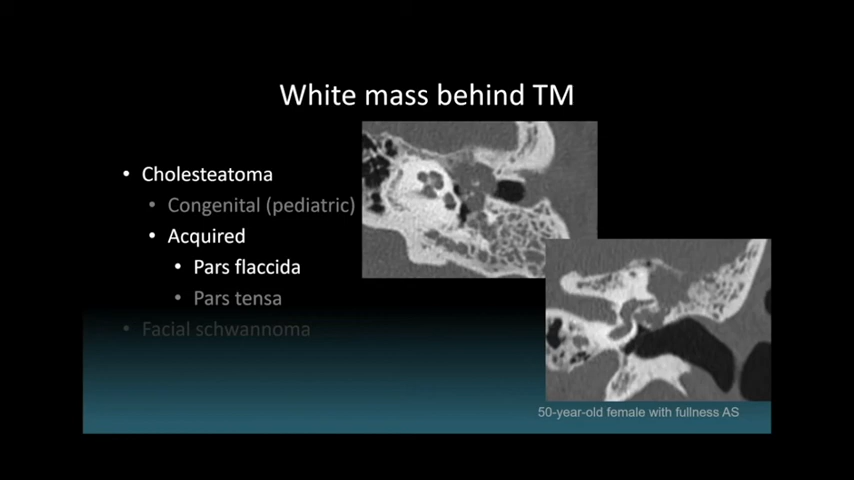 White mass behind TM
• Cholesteatoma
• Congenital (pediatric)
• Acquired
• Pars flaccida
• Pars tensa
• Facial schwannoma
50-year-old female with fullness AS